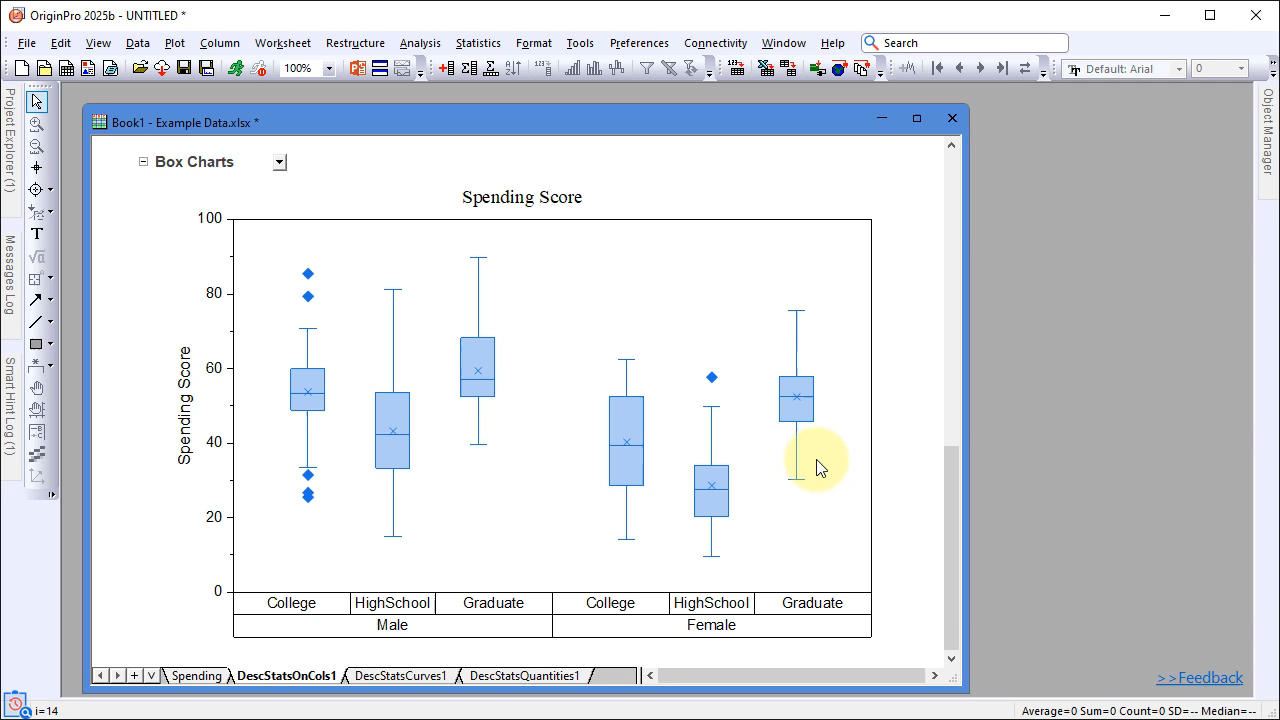 OriginPro 2025b - UNTITLED *
File Edit View Data Plot Column Worksheet Restructure Analysis Statistics Format Tools Preferences Connectivity Window Help Search
100% Default: Arial 0
Project Explorer (1)
Messages Log
Smart Hint Log (1)
Object Manager
Book1 - Example Data.xlsx *
Box Charts
Spending Score
Spending Score
100
80
60
40
20
0
College HighSchool Graduate College HighSchool Graduate
Male Female
Spending DescStatsOnCols1 DescStatsCurves1 DescStatsQuantities1
>>Feedback
i=14 Average=0 Sum=0 Count=0 SD=-- Median=--